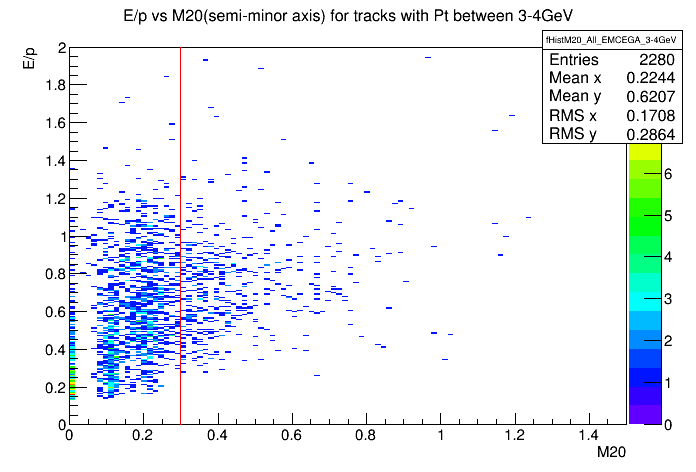 E/p vs M20(semi-minor axis) for tracks with Pt between 3-4GeV
fHistM20_All_EMCEGA_3-4GeV
Entries 2280
Mean x 0.2244
Mean y 0.6207
RMS x 0.1708
RMS y 0.2864
E/p
2
1.8
1.6
1.4
1.2
1
0.8
0.6
0.4
0.2
0
0 0.2 0.4 0.6 0.8 1 1.2 1.4
M20
6
5
4
3
2
1
0